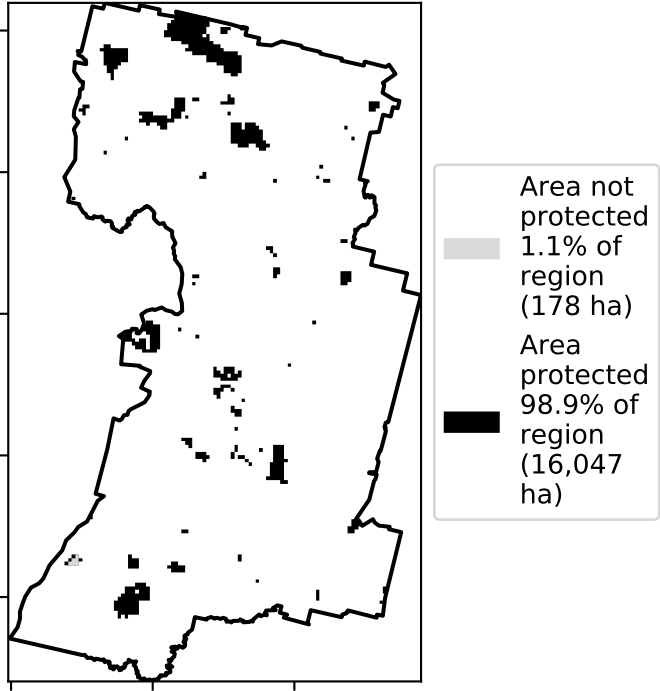 Area not
protected
1.1% of
region
(178 ha)
Area
protected
98.9% of
region
(16,047
ha)